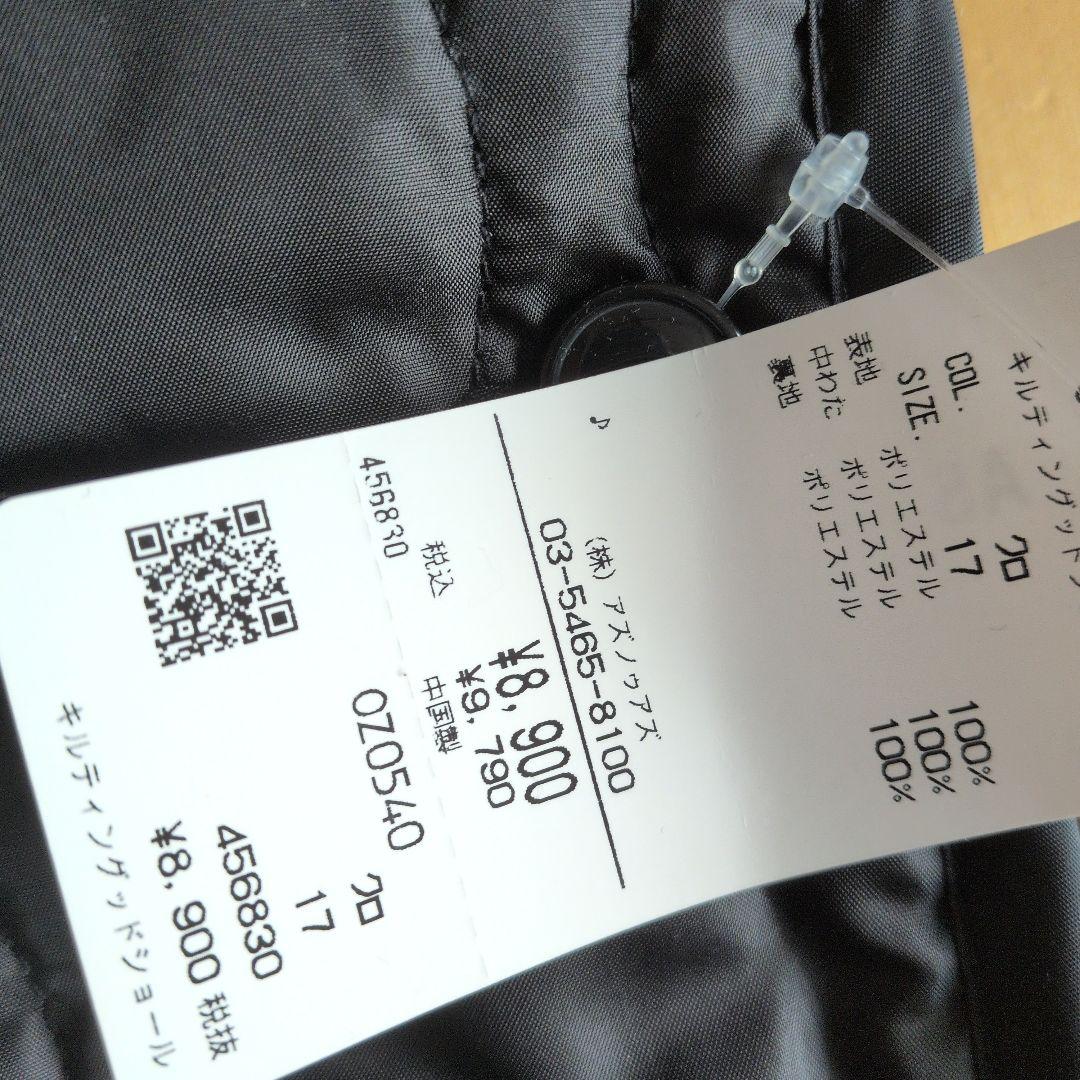 キルティングッド
COL. クロ
SIZE. 17
表地 ポリエステル 100%
中わた ポリエステル 100%
裏地 ポリエステル 100%
♪
(株) アズノゥアズ
03-5465-8100
¥8,900
税込 ¥9,790
中国製
456830
OZ0540
クロ
17
456830
¥8,900 税抜
キルティングッドショール